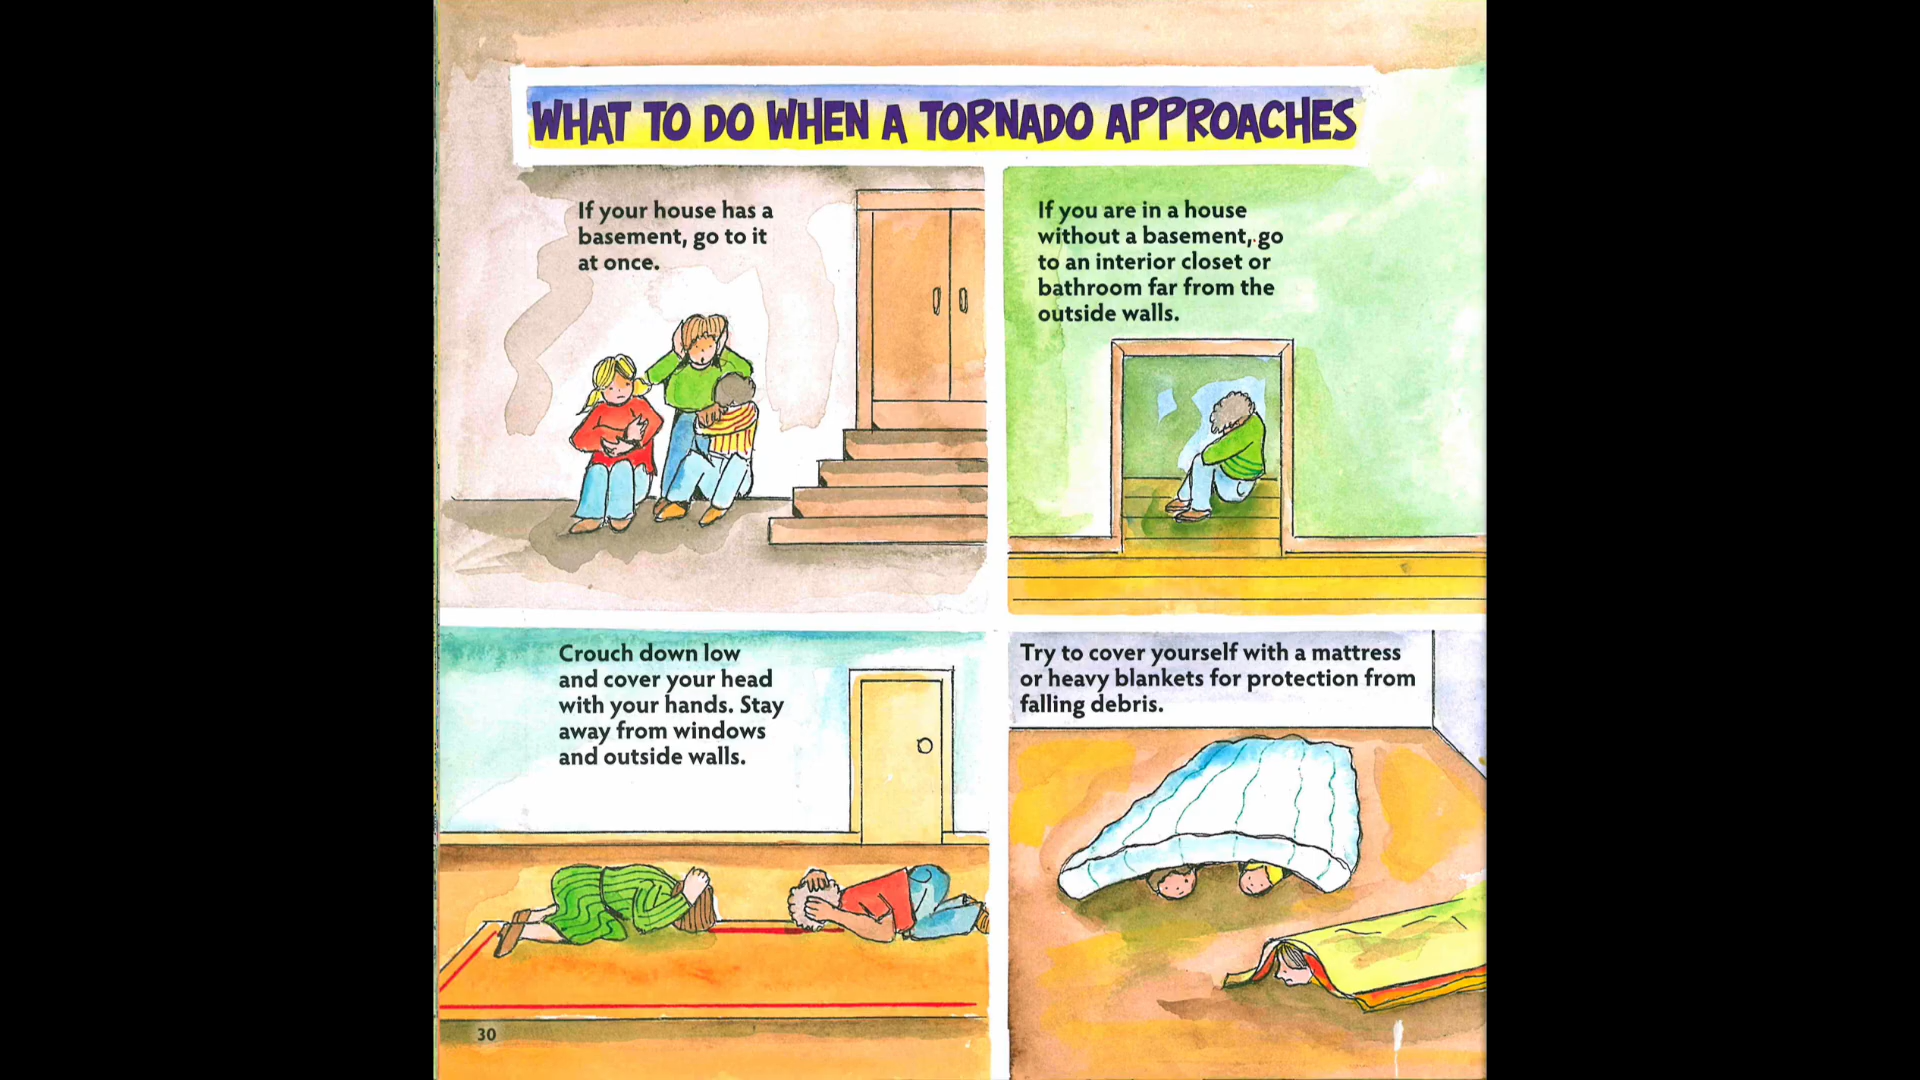 WHAT TO DO WHEN A TORNADO APPROACHES
If your house has a
basement, go to it
at once.
If you are in a house
without a basement, go
to an interior closet or
bathroom far from the
outside walls.
Crouch down low
and cover your head
with your hands. Stay
away from windows
and outside walls.
Try to cover yourself with a mattress
or heavy blankets for protection from
falling debris.
30